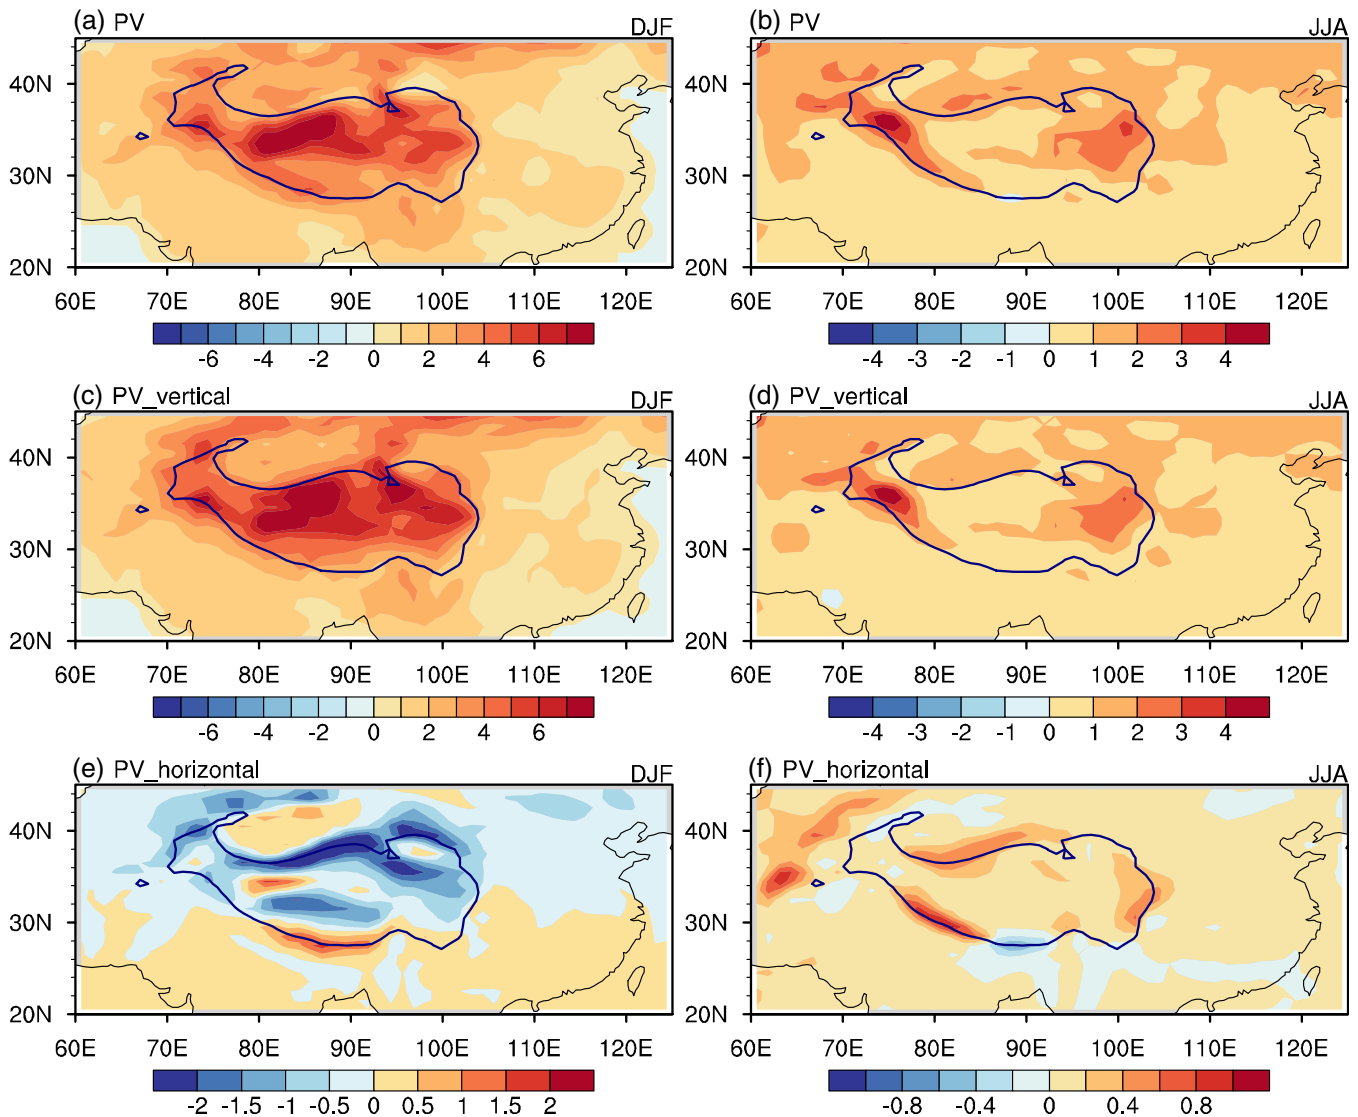 (a) PV DJF
(b) PV JJA
40N
30N
20N
60E 70E 80E 90E 100E 110E 120E
-6 -4 -2 0 2 4 6
40N
30N
20N
60E 70E 80E 90E 100E 110E 120E
-4 -3 -2 -1 0 1 2 3 4
(c) PV_vertical DJF
(d) PV_vertical JJA
40N
30N
20N
60E 70E 80E 90E 100E 110E 120E
-6 -4 -2 0 2 4 6
40N
30N
20N
60E 70E 80E 90E 100E 110E 120E
-4 -3 -2 -1 0 1 2 3 4
(e) PV_horizontal DJF
(f) PV_horizontal JJA
40N
30N
20N
60E 70E 80E 90E 100E 110E 120E
-2 -1.5 -1 -0.5 0 0.5 1 1.5 2
40N
30N
20N
60E 70E 80E 90E 100E 110E 120E
-0.8 -0.4 0 0.4 0.8